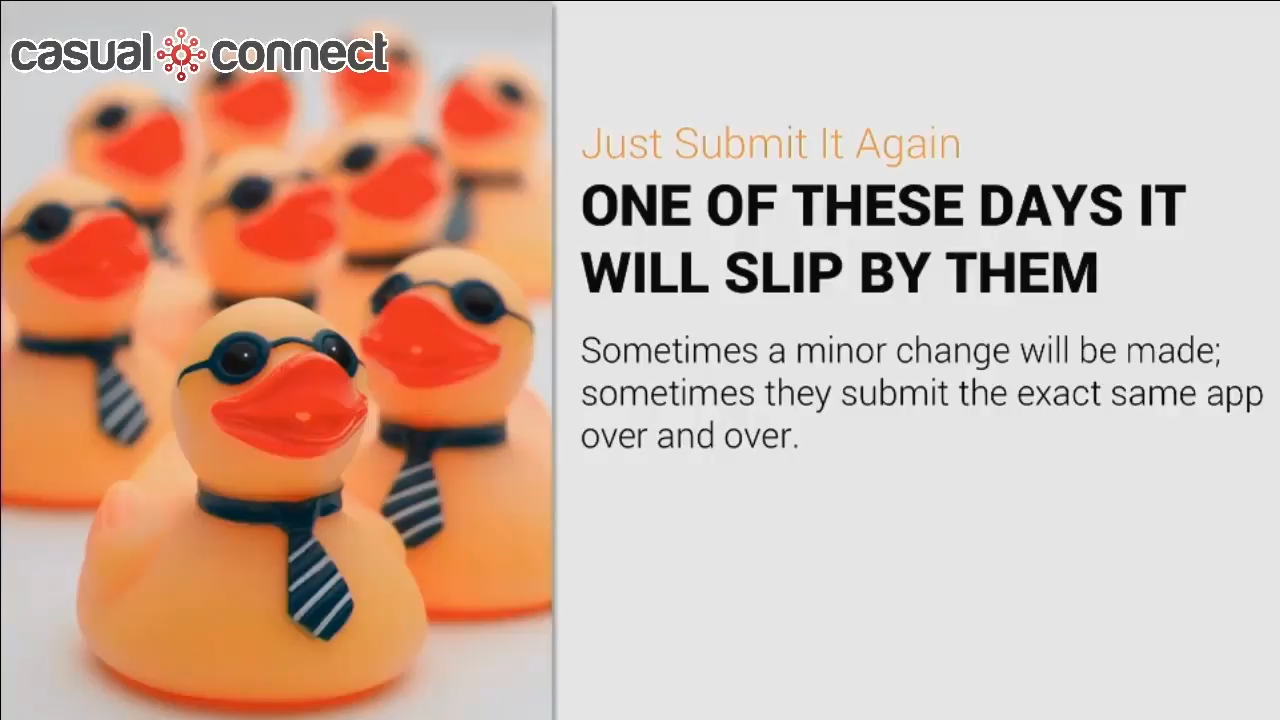 casual connect
Just Submit It Again
ONE OF THESE DAYS IT
WILL SLIP BY THEM
Sometimes a minor change will be made;
sometimes they submit the exact same app
over and over.